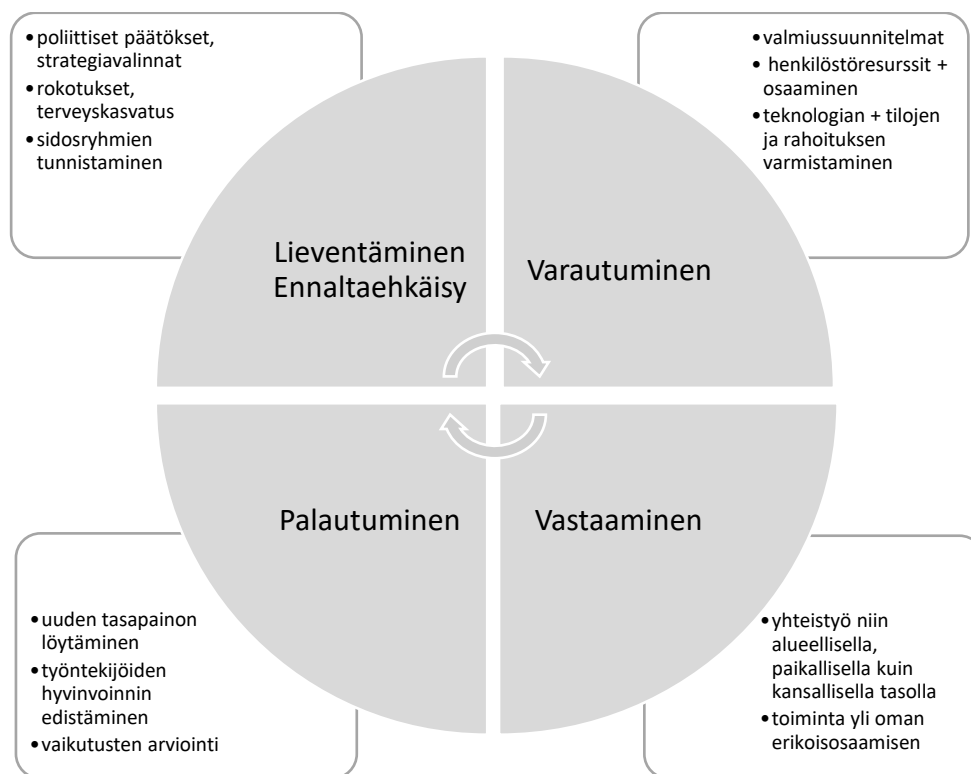 •poliittiset päätökset,
strategiavalinnat
•rokotukset,
terveyskasvatus
•sidosryhmien
tunnistaminen
•valmiussuunnitelmat
• henkilöstöresurssit +
osaaminen
•teknologian + tilojen
ja rahoituksen
varmistaminen
Lieventäminen
Ennaltaehkäisy
Varautuminen
Palautuminen
Vastaaminen
•uuden tasapainon
löytäminen
•työntekijöiden
hyvinvoinnin
edistäminen
•vaikutusten arviointi
•yhteistyö niin
alueellisella,
paikallisella kuin
kansallisella tasolla
•toiminta yli oman
erikoisosaamisen